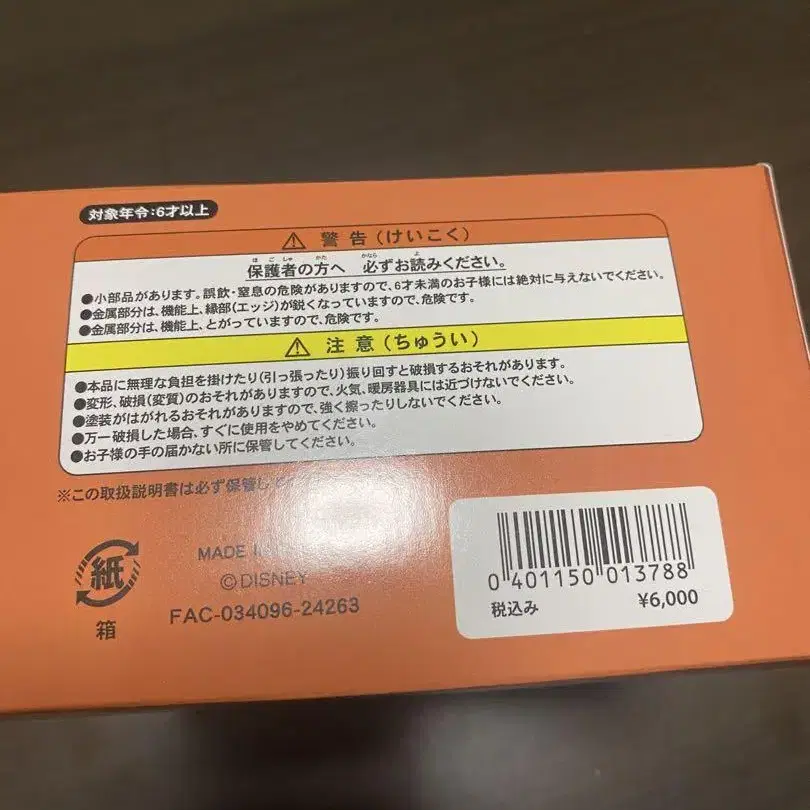 対象年令:6才以上
⚠ 警告(けいこく)
保護者の方へ 必ずお読みください。
●小部品があります。誤飲・窒息の危険がありますので、6才未満のお子様には絶対に与えないでください。
●金属部分は、機能上、縁部(エッジ)が鋭くなっていますので、危険です。
●金属部分は、機能上、とがっていますので、危険です。
⚠ 注意(ちゅうい)
●本品に無理な負担を掛けたり(引っ張ったり)振り回すと破損するおそれがあります。
●変形、破損(変質)のおそれがありますので、火気、暖房器具には近づけないでください。
●塗装がはがれるおそれがありますので、強く擦ったりしないでください。
●万一破損した場合、すぐに使用をやめてください。
●お子様の手の届かない所に保管してください。
※この取扱説明書は必ず保管して
紙
箱
MADE
©DISNEY
FAC-034096-24263
0 401150 013788
税込み ¥6,000